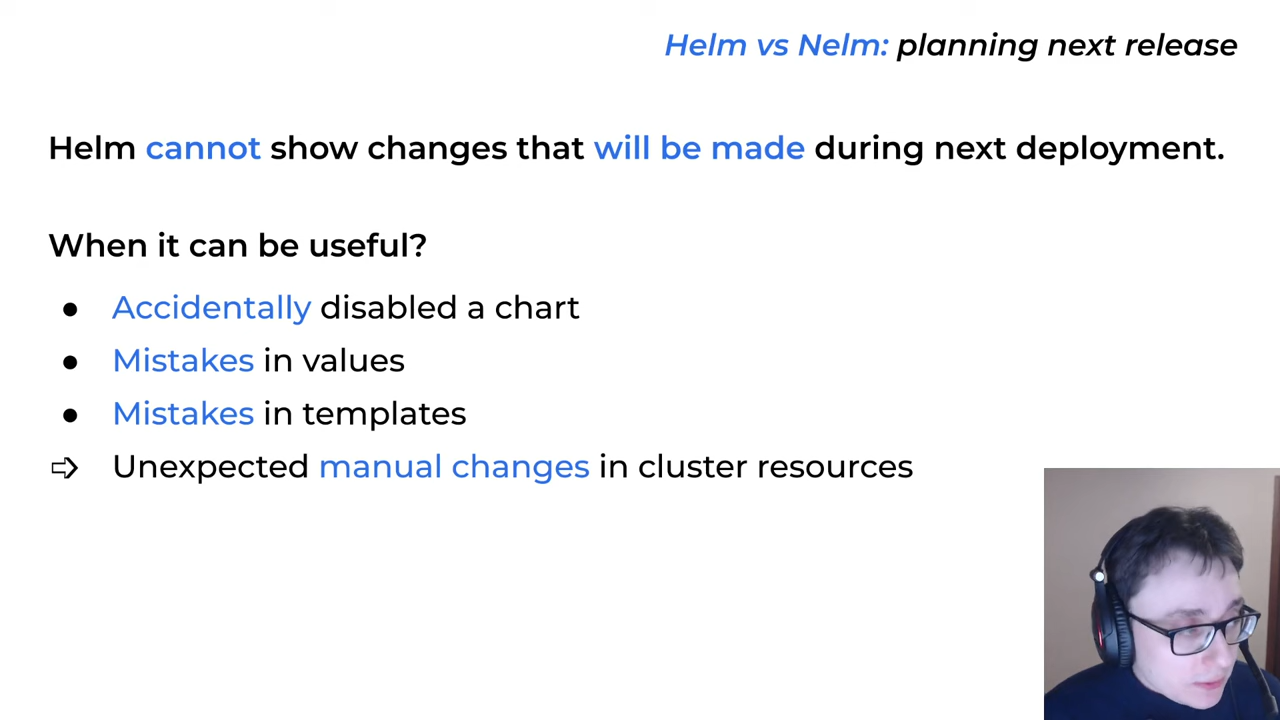 Helm vs Nelm: planning next release
Helm cannot show changes that will be made during next deployment.
When it can be useful?
● Accidentally disabled a chart
● Mistakes in values
● Mistakes in templates
➩ Unexpected manual changes in cluster resources